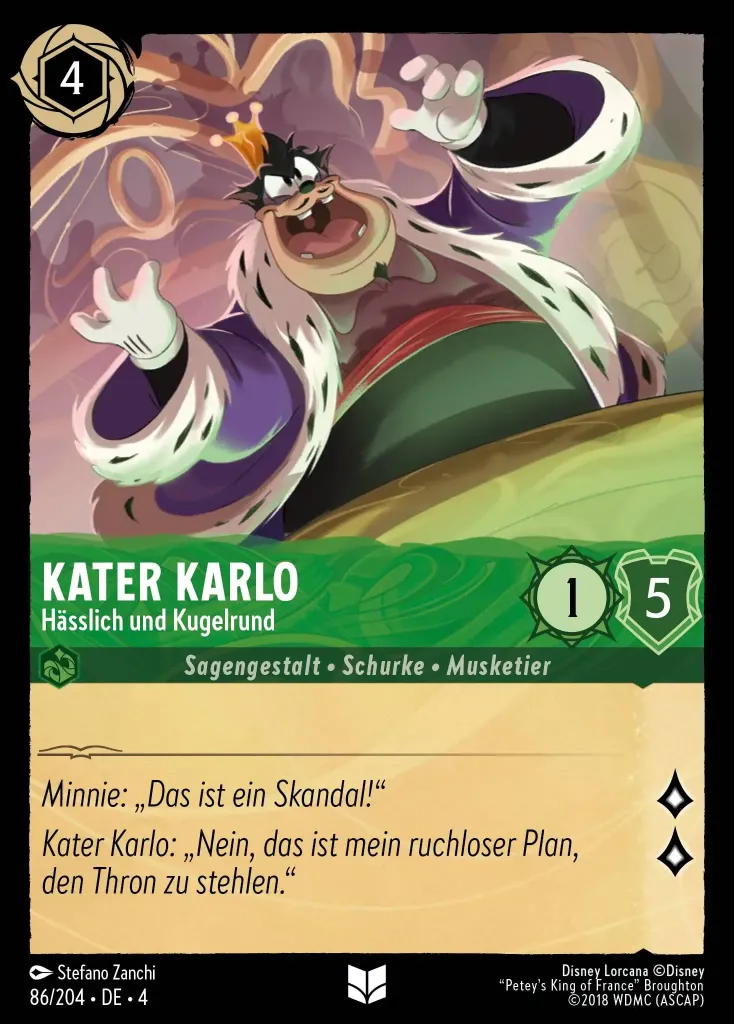 4
KATER KARLO
Hässlich und Kugelrund
1
5
Sagengestalt • Schurke • Musketier
Minnie: „Das ist ein Skandal!“
Kater Karlo: „Nein, das ist mein ruchloser Plan,
den Thron zu stehlen.“
Stefano Zanchi
86/204 • DE • 4
Disney Lorcana ©Disney
“Petey's King of France” Broughton
©2018 WDMC (ASCAP)